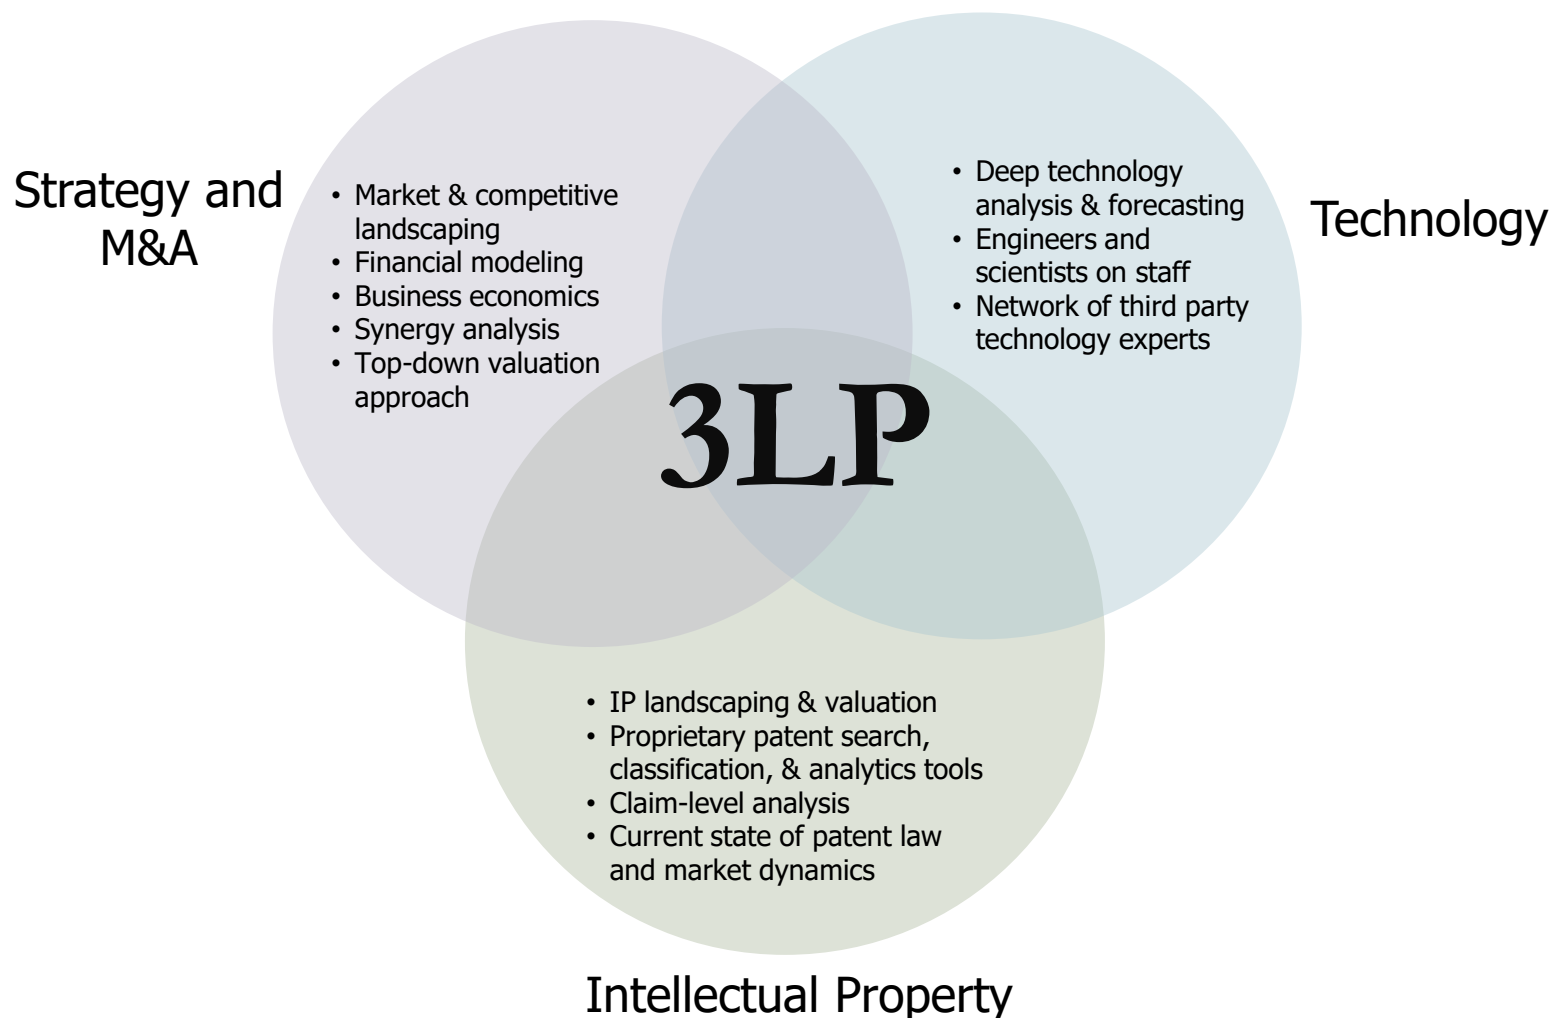 Strategy and
M&A
• Market & competitive
landscaping
• Financial modeling
• Business economics
• Synergy analysis
• Top-down valuation
approach
• Deep technology
analysis & forecasting
• Engineers and
scientists on staff
• Network of third party
technology experts
Technology
3LP
• IP landscaping & valuation
• Proprietary patent search,
classification, & analytics tools
• Claim-level analysis
• Current state of patent law
and market dynamics
Intellectual Property